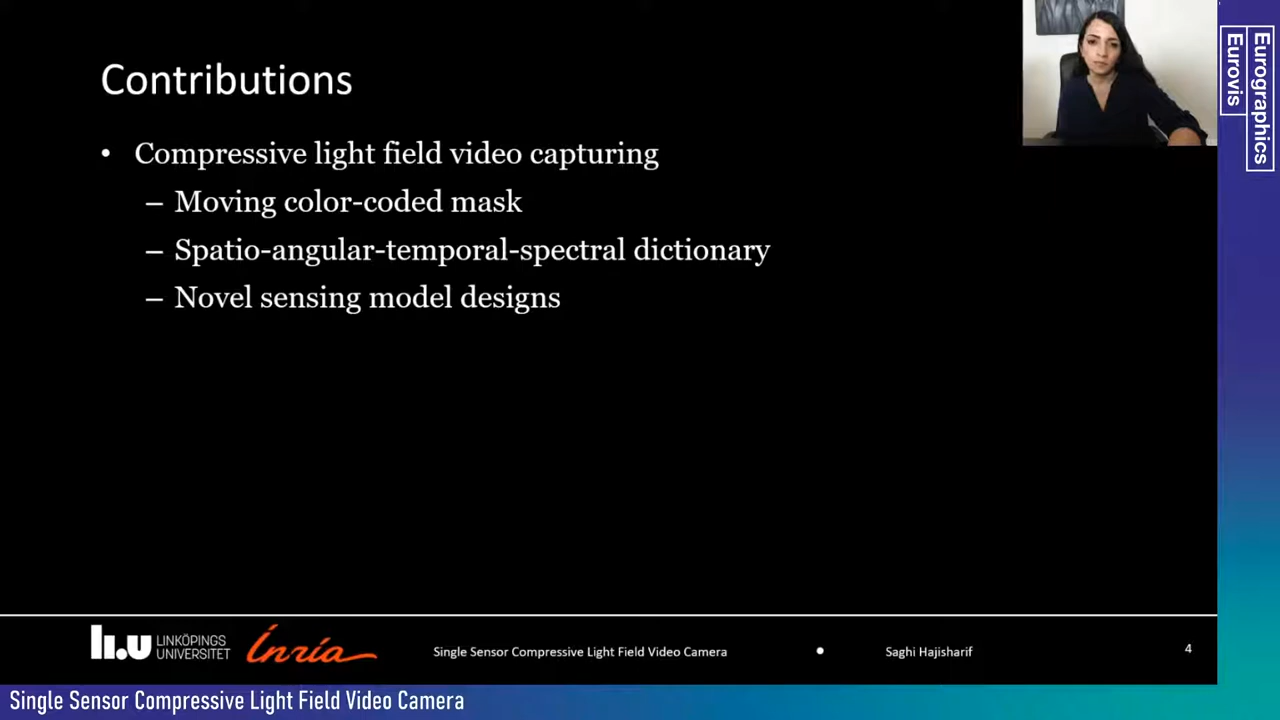 Contributions
• Compressive light field video capturing
– Moving color-coded mask
– Spatio-angular-temporal-spectral dictionary
– Novel sensing model designs
li.u LINKÖPINGS
UNIVERSITET
Inria
Single Sensor Compressive Light Field Video Camera
•
Saghi Hajisharif
4
Single Sensor Compressive Light Field Video Camera
Eurographics
Eurovis